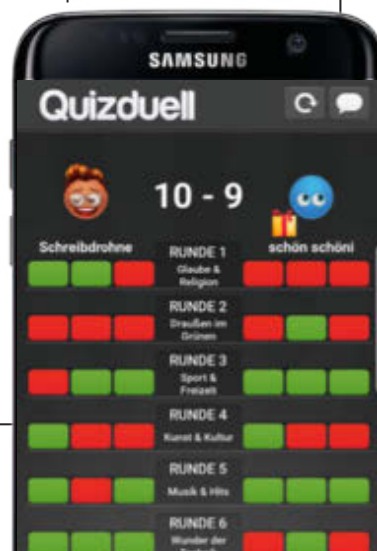 SAMSUNG
Quizduell
10 - 9
Schreibdrohne
schön schöni
RUNDE 1
Glaube &
Religion
RUNDE 2
Draußen im
Grünen
RUNDE 3
Sport &
Freizeit
RUNDE 4
Kunst & Kultur
RUNDE 5
Musik & Hits
RUNDE 6
Wunder der